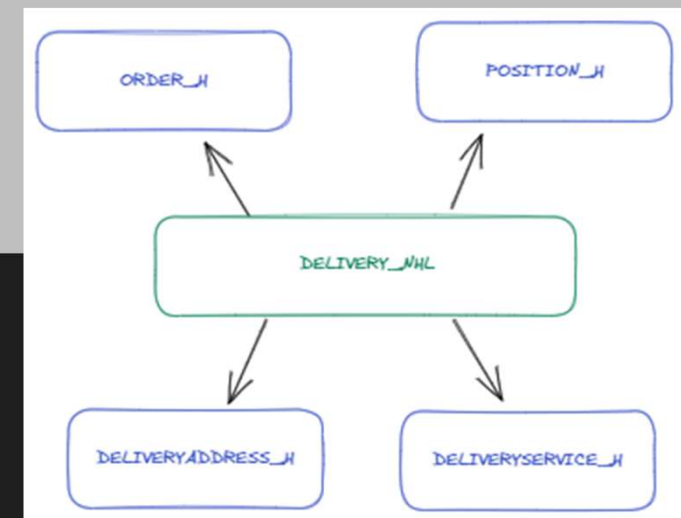 ORDER_H
POSITION_H
DELIVERY_NHL
DELIVERYADDRESS_H
DELIVERYSERVICE_H